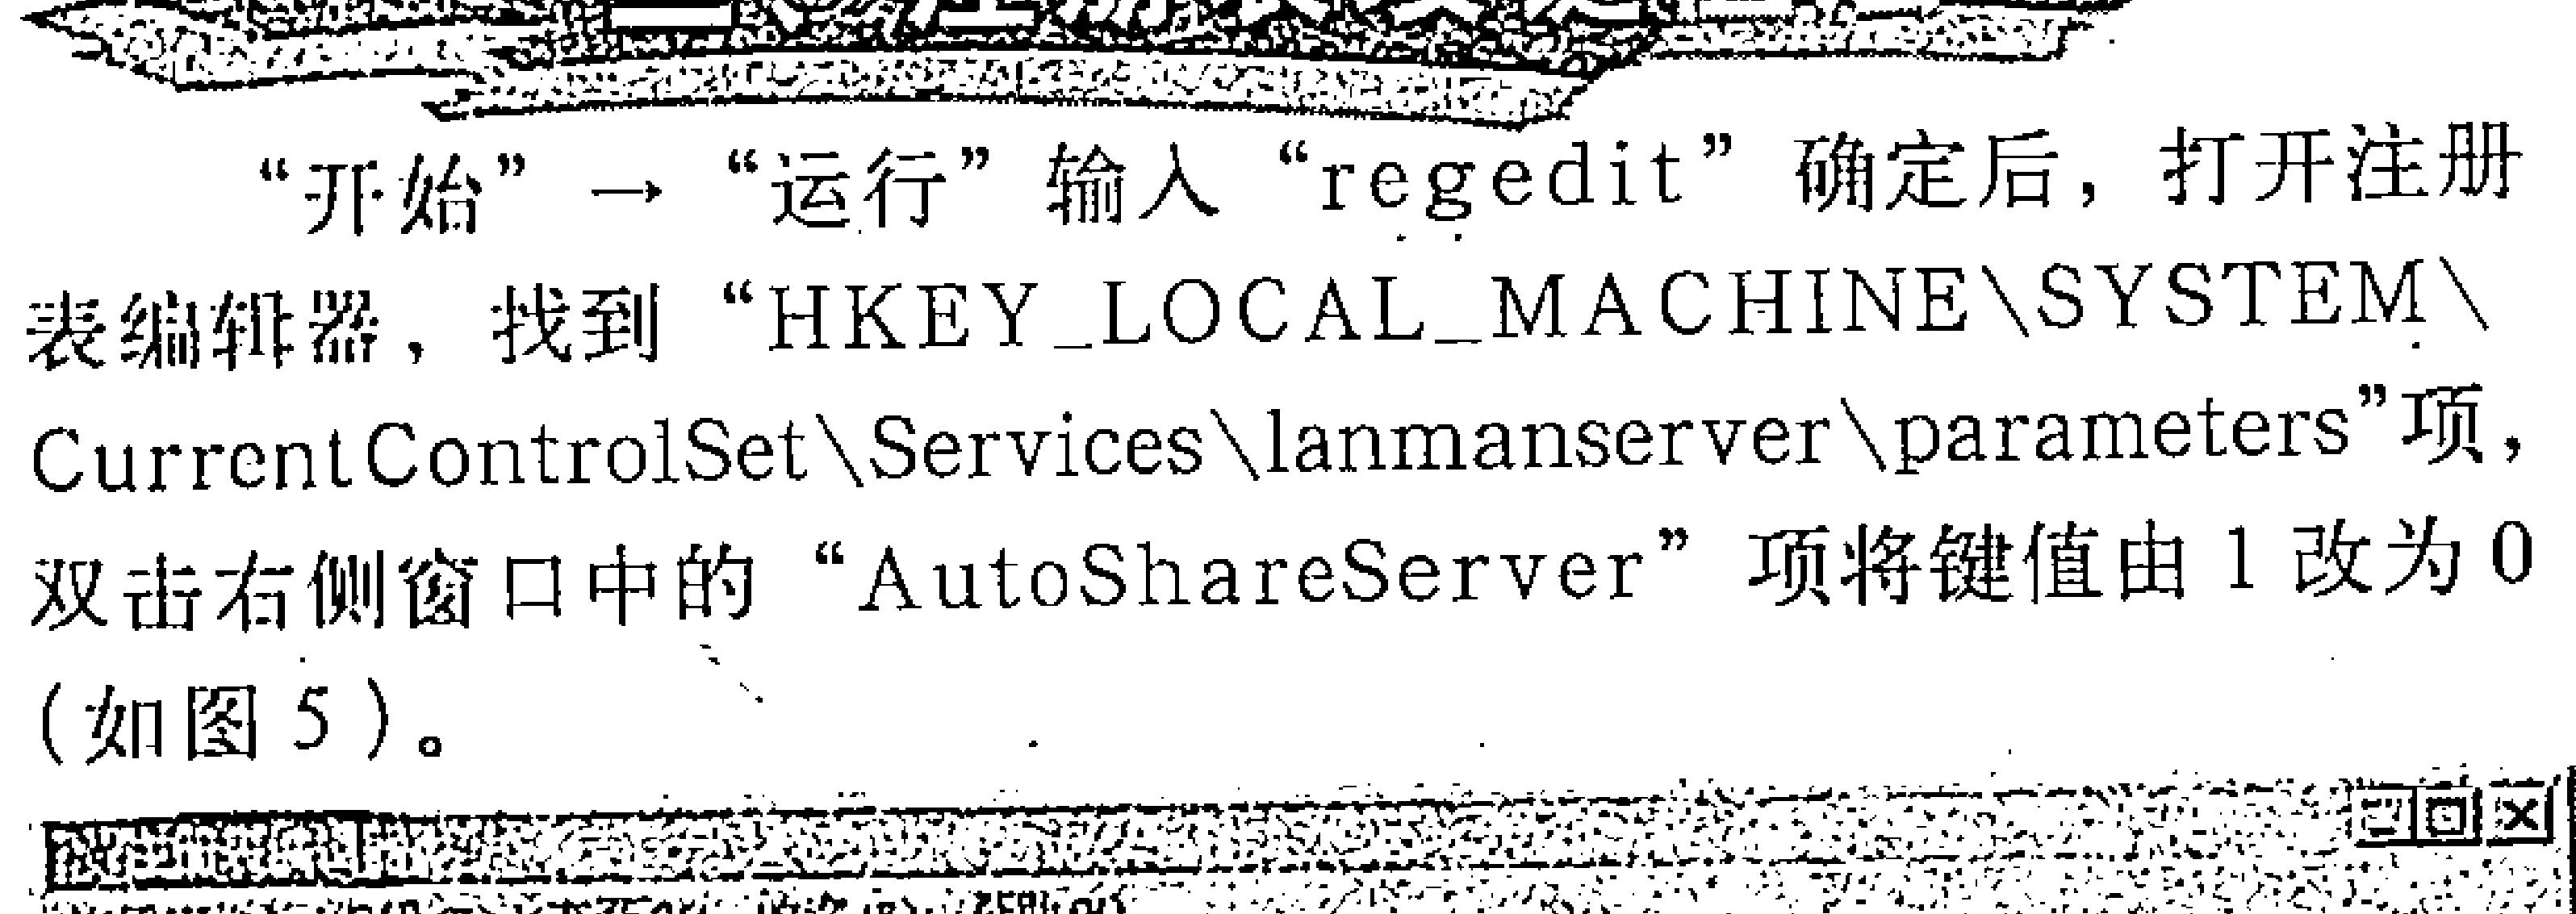 “开始” → “运行” 输入 “regedit” 确定后，打开注册
表编辑器，找到 “HKEY_LOCAL_MACHINE\SYSTEM\
CurrentControlSet\Services\lanmanserver\parameters”项，
双击右侧窗口中的 “AutoShareServer” 项将键值由 1 改为 0
（如图 5）。